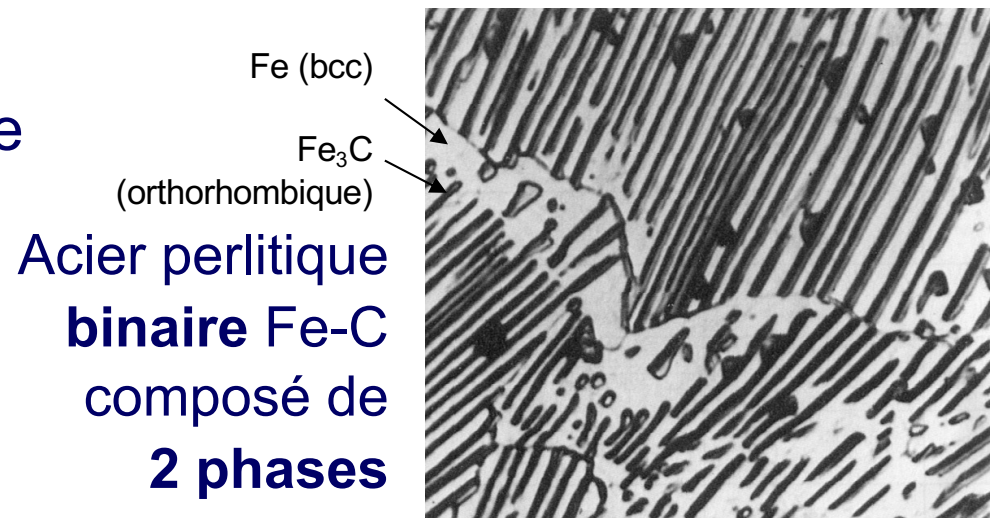 Fe (bcc)
e
Fe₃C
(orthorhombique)
Acier perlitique
binaire Fe-C
composé de
2 phases